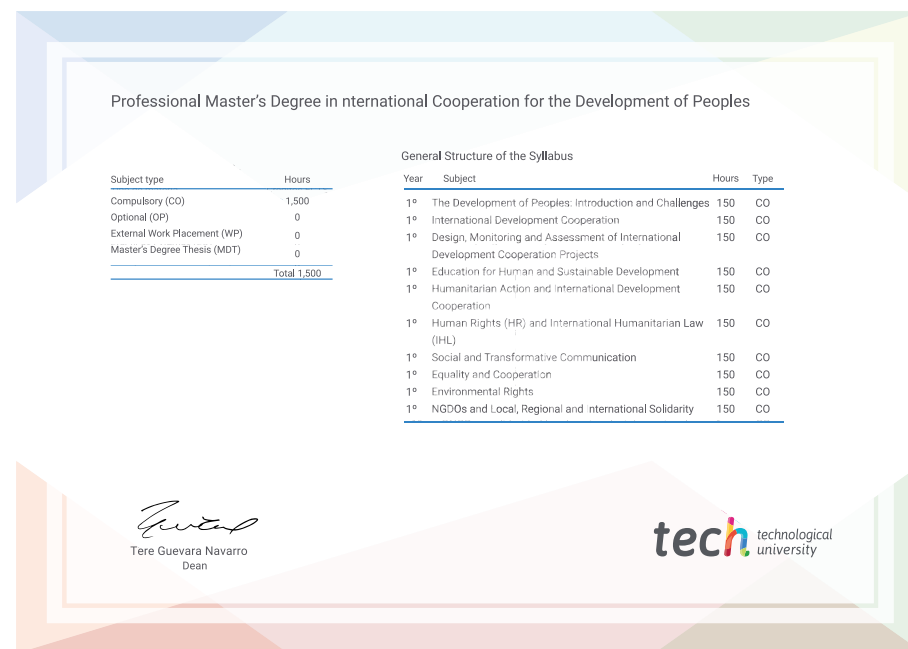 Professional Master's Degree in nternational Cooperation for the Development of Peoples
Subject type Hours
Compulsory (CO) 1,500
Optional (OP) 0
External Work Placement (WP) 0
Master's Degree Thesis (MDT) 0
Total 1,500
General Structure of the Syllabus
Year Subject Hours Type
1º The Development of Peoples: Introduction and Challenges 150 CO
1º International Development Cooperation 150 CO
1º Design, Monitoring and Assessment of International 150 CO
Development Cooperation Projects
1º Education for Human and Sustainable Development 150 CO
1º Humanitarian Action and International Development 150 CO
Cooperation
1º Human Rights (HR) and International Humanitarian Law 150 CO
(IHL)
1º Social and Transformative Communication 150 CO
1º Equality and Cooperation 150 CO
1º Environmental Rights 150 CO
1º NGDOs and Local, Regional and International Solidarity 150 CO
Tere Guevara Navarro
Dean
tech technological
university